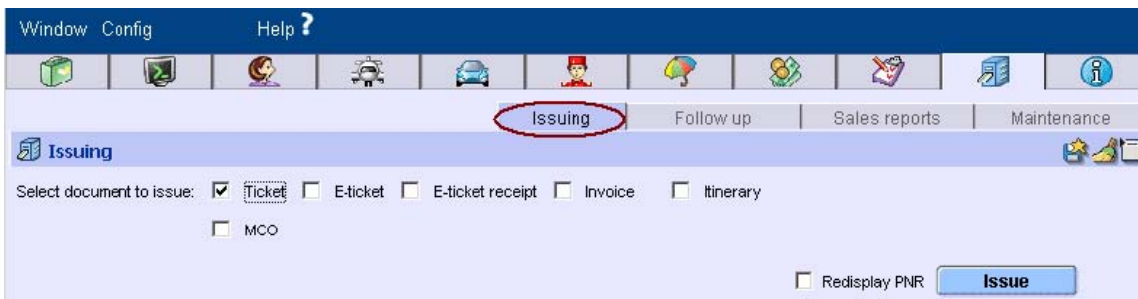 Window Config Help ?
Issuing Follow up Sales reports Maintenance
Issuing
Select document to issue: Ticket E-ticket E-ticket receipt Invoice Itinerary
MCO
Redisplay PNR Issue